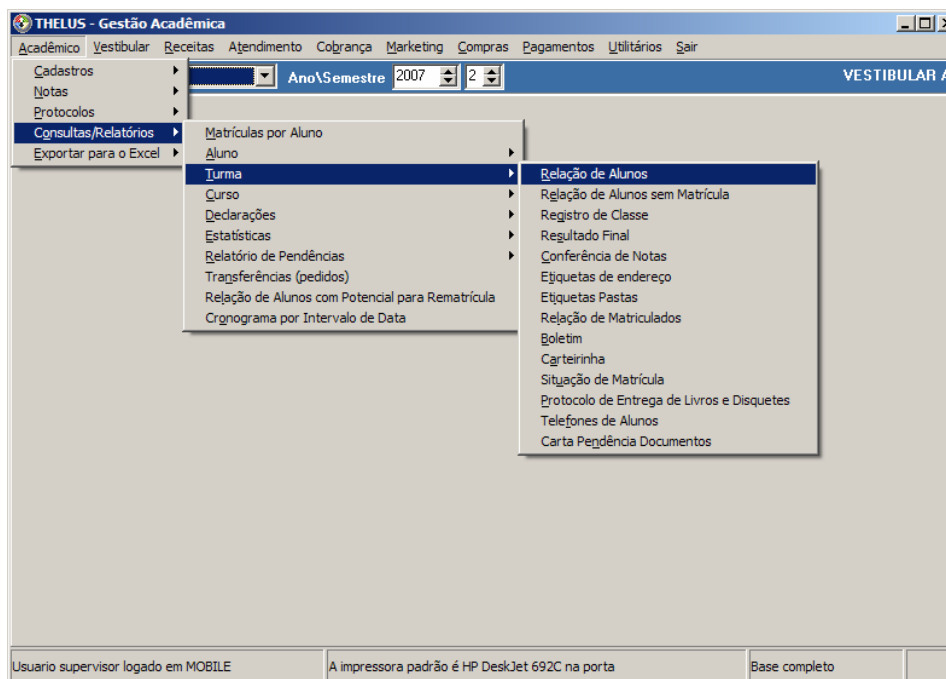 THELUS - Gestão Acadêmica
Acadêmico Vestibular Receitas Atendimento Cobrança Marketing Compras Pagamentos Utilitários Sair
Ano\Semestre 2007 2 VESTIBULAR
Cadastros
Notas
Protocolos
Consultas/Relatórios
Exportar para o Excel
Matrículas por Aluno
Aluno
Turma
Curso
Declarações
Estatísticas
Relatório de Pendências
Transferências (pedidos)
Relação de Alunos com Potencial para Rematrícula
Cronograma por Intervalo de Data
Relação de Alunos
Relação de Alunos sem Matrícula
Registro de Classe
Resultado Final
Conferência de Notas
Etiquetas de endereço
Etiquetas Pastas
Relação de Matriculados
Boletim
Carteirinha
Situação de Matrícula
Protocolo de Entrega de Livros e Disquetes
Telefones de Alunos
Carta Pendência Documentos
Usuario supervisor logado em MOBILE
A impressora padrão é HP DeskJet 692C na porta
Base completo